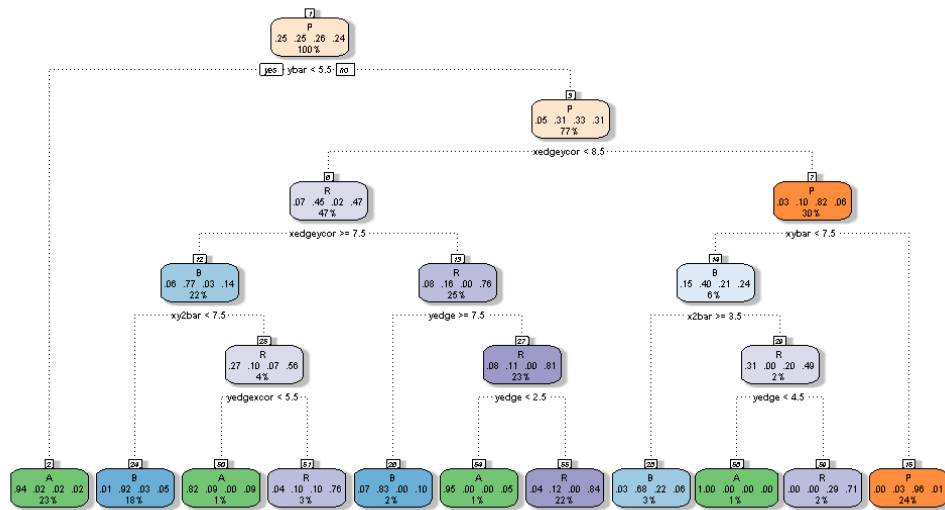 1
P
.25 .25 .26 .24
100%
yes ybar < 5.5 no
3
P
.05 .31 .33 .31
77%
xedgeycor < 8.5
6
R
.07 .45 .02 .47
47%
7
P
.03 .10 .82 .06
30%
xedgeycor >= 7.5
xybar < 7.5
12
B
.06 .77 .03 .14
22%
13
R
.08 .16 .00 .76
25%
14
B
.15 .40 .21 .24
6%
xy2bar < 7.5
yedge >= 7.5
x2bar >= 3.5
25
R
.27 .10 .07 .56
4%
27
R
.08 .11 .00 .81
23%
29
R
.31 .00 .20 .49
2%
yedgexcor < 5.5
yedge < 2.5
yedge < 4.5
2
A
.94 .02 .02 .02
23%
24
B
.01 .92 .03 .05
18%
50
A
.82 .09 .00 .09
1%
51
R
.04 .10 .10 .76
3%
26
B
.07 .83 .00 .10
2%
54
A
.95 .00 .00 .05
1%
55
R
.04 .12 .00 .84
22%
28
B
.03 .68 .22 .06
3%
58
A
1.00 .00 .00 .00
1%
59
R
.00 .00 .29 .71
2%
15
P
.00 .03 .96 .01
24%